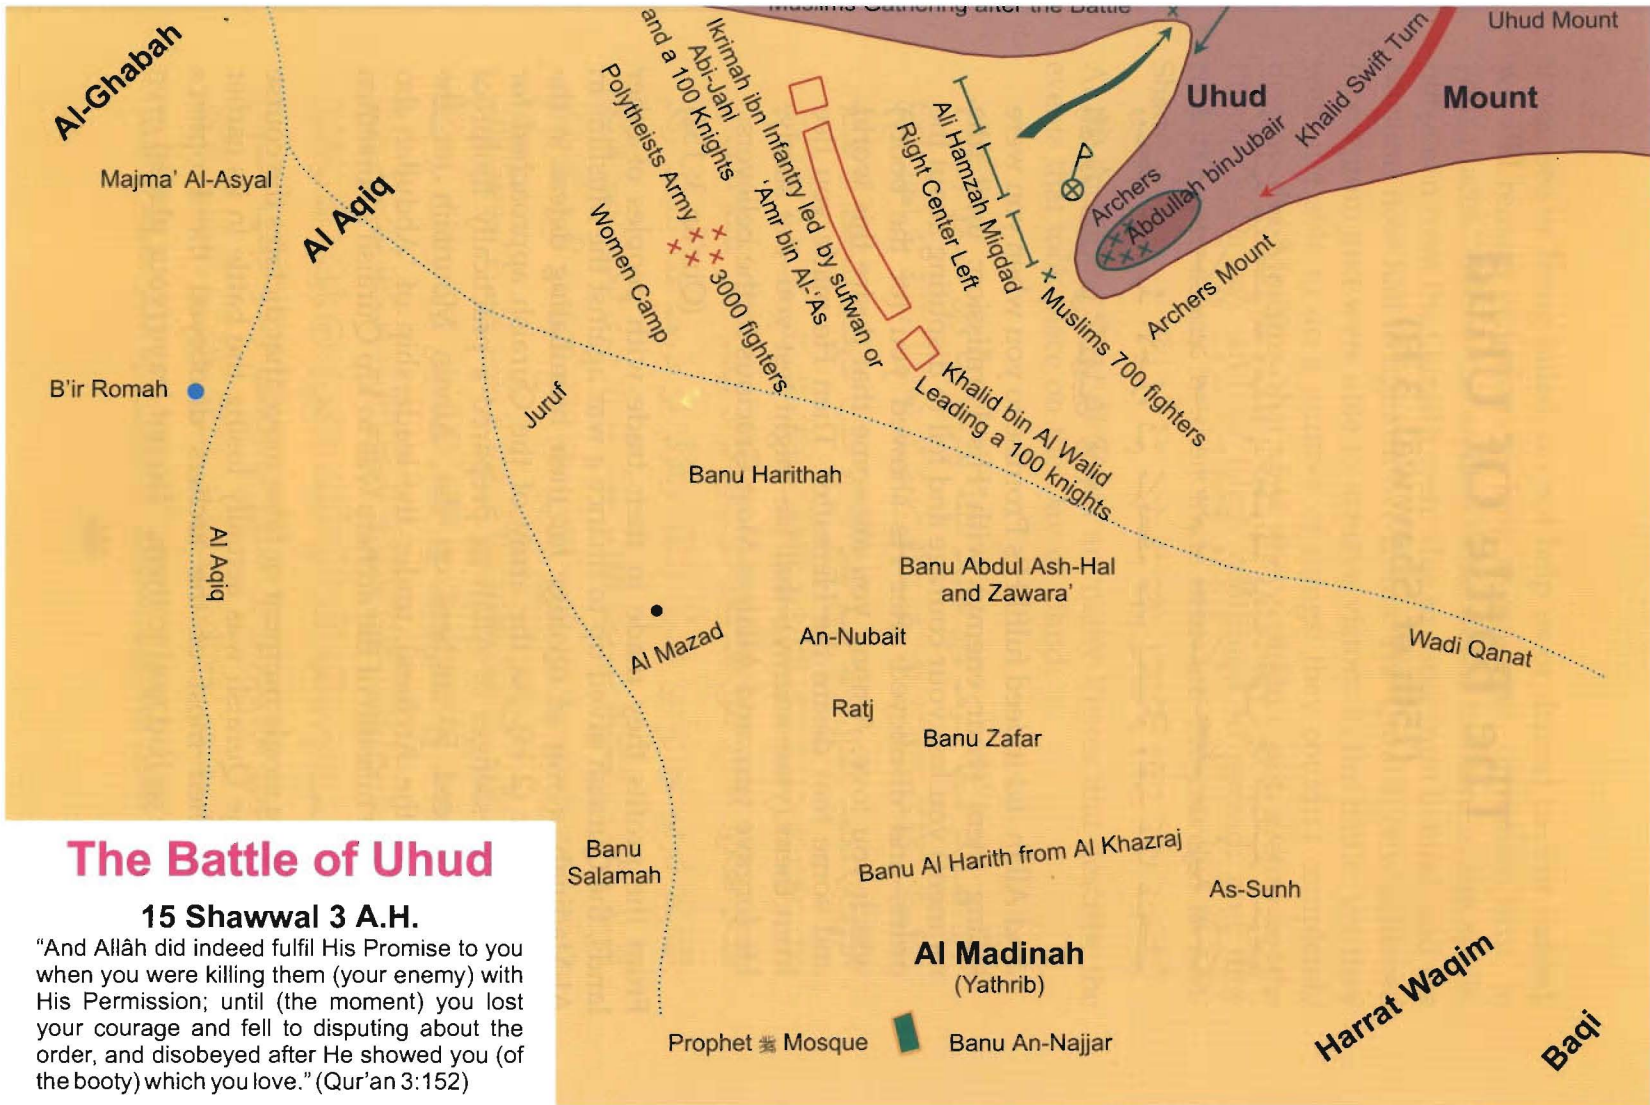 Muslims Gathering after the Battle
Uhud Mount
Al-Ghabah
Ikrimah ibn
Abi-Jahl
and a 100 Knights
Infantry led by sufwan or
'Amr bin Al-'As
Polytheists Army
3000 fighters
Women Camp
Ali Hamzah Miqdad
Right Center Left
Uhud Mount
Khalid Swift Turn
Archers
Abdullah binJubair
Archers Mount
Muslims 700 fighters
Khalid bin Al Walid
Leading a 100 knights
Majma' Al-Asyal
Al Aqiq
B'ir Romah
Juruf
Banu Harithah
Al Aqiq
Banu Abdul Ash-Hal
and Zawara'
An-Nubait
Al Mazad
Wadi Qanat
Ratj
Banu Zafar
Banu
Salamah
Banu Al Harith from Al Khazraj
As-Sunh
Al Madinah
(Yathrib)
Harrat Waqim
Baqi
Prophet ﷺ Mosque
Banu An-Najjar
The Battle of Uhud
15 Shawwal 3 A.H.
“And Allâh did indeed fulfil His Promise to you
when you were killing them (your enemy) with
His Permission; until (the moment) you lost
your courage and fell to disputing about the
order, and disobeyed after He showed you (of
the booty) which you love.” (Qur'an 3:152)